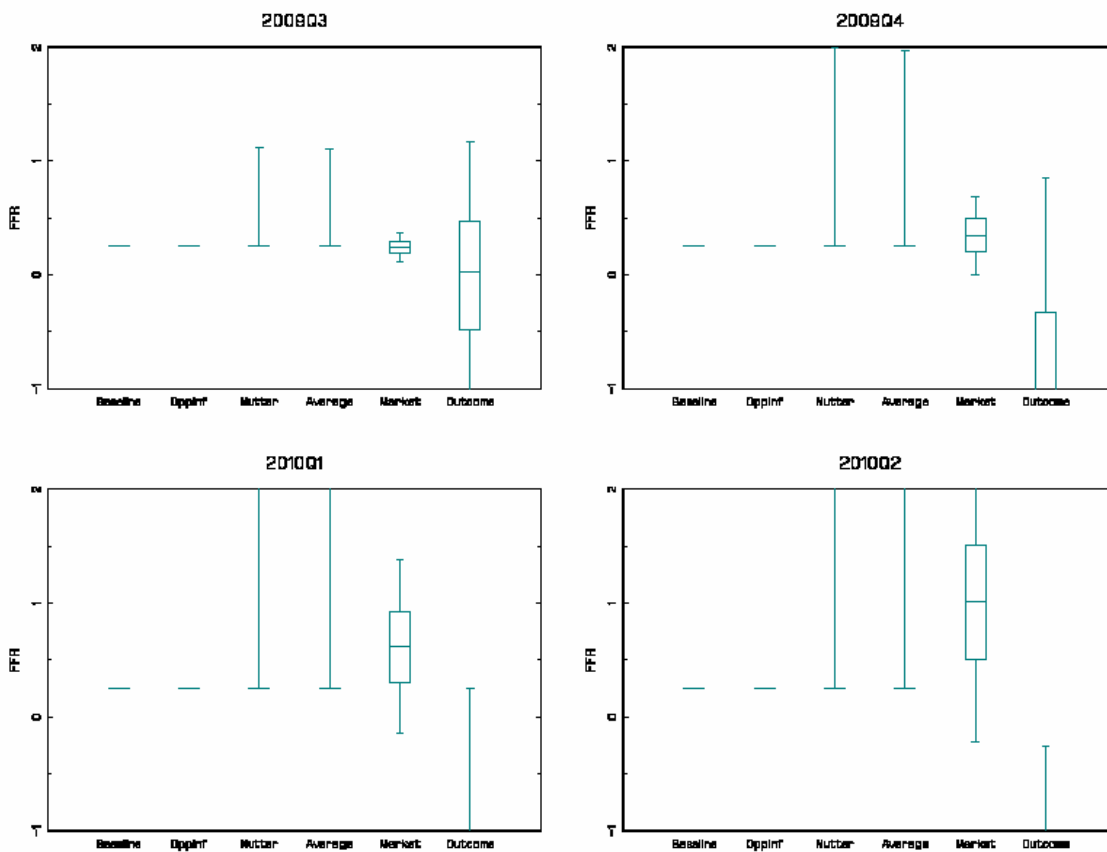 2009Q3
FFR
2
1
0
-1
Baseline OppInf Nutter Average Market Outcome
2009Q4
FFR
2
1
0
-1
Baseline OppInf Nutter Average Market Outcome
2010Q1
FFR
2
1
0
-1
Baseline OppInf Nutter Average Market Outcome
2010Q2
FFR
2
1
0
-1
Baseline OppInf Nutter Average Market Outcome